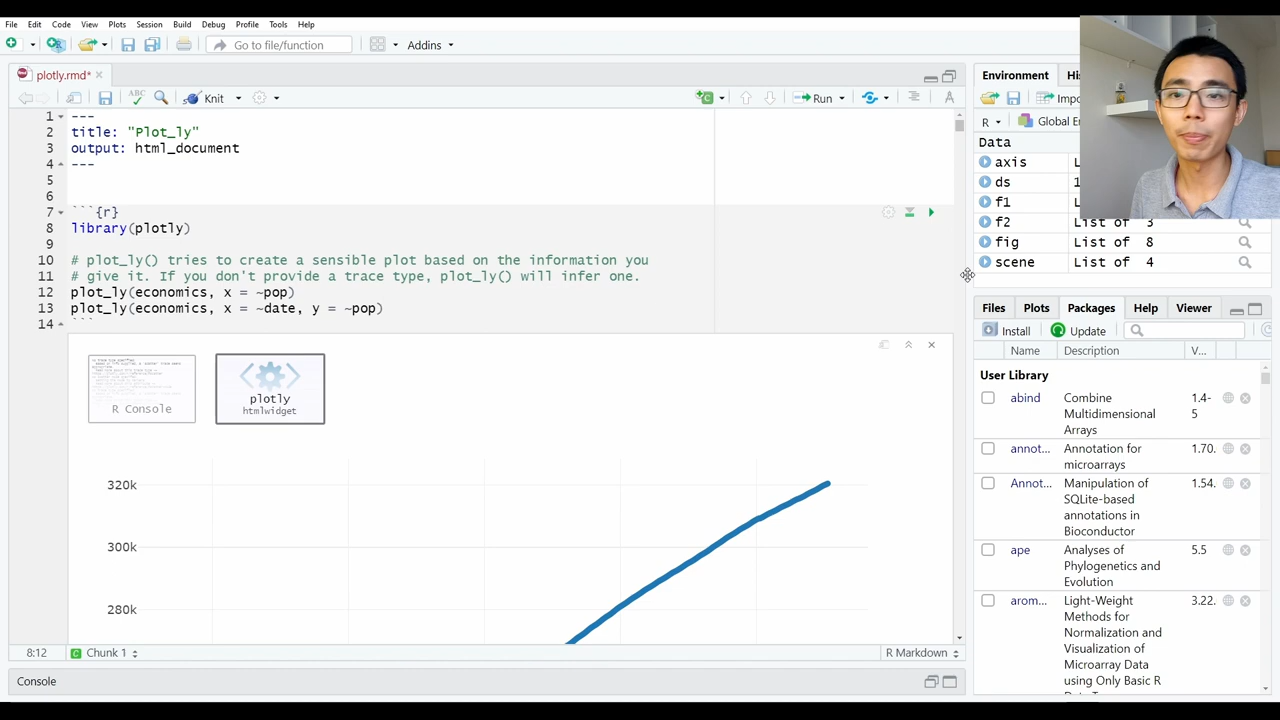 File Edit Code View Plots Session Build Debug Profile Tools Help
Go to file/function Addins
plotly.rmd*
ABC Knit Run
1 ---
2 title: "Plot_ly"
3 output: html_document
4 ---
5
6
7 ```{r}
8 library(plotly)
9
10 # plot_ly() tries to create a sensible plot based on the information you
11 # give it. If you don't provide a trace type, plot_ly() will infer one.
12 plot_ly(economics, x = ~pop)
13 plot_ly(economics, x = ~date, y = ~pop)
14 ```
R Console
plotly
htmlwidget
320k
300k
280k
8:12 Chunk 1 R Markdown
Console
Environment
R Global
Data
axis
ds 1
f1
f2 List of 3
fig List of 8
scene List of 4
Files Plots Packages Help Viewer
Install Update
Name Description V...
User Library
abind Combine Multidimensional Arrays 1.4-5
annot... Annotation for microarrays 1.70.
Annot... Manipulation of SQLite-based annotations in Bioconductor 1.54.
ape Analyses of Phylogenetics and Evolution 5.5
arom... Light-Weight Methods for Normalization and Visualization of Microarray Data using Only Basic R 3.22.